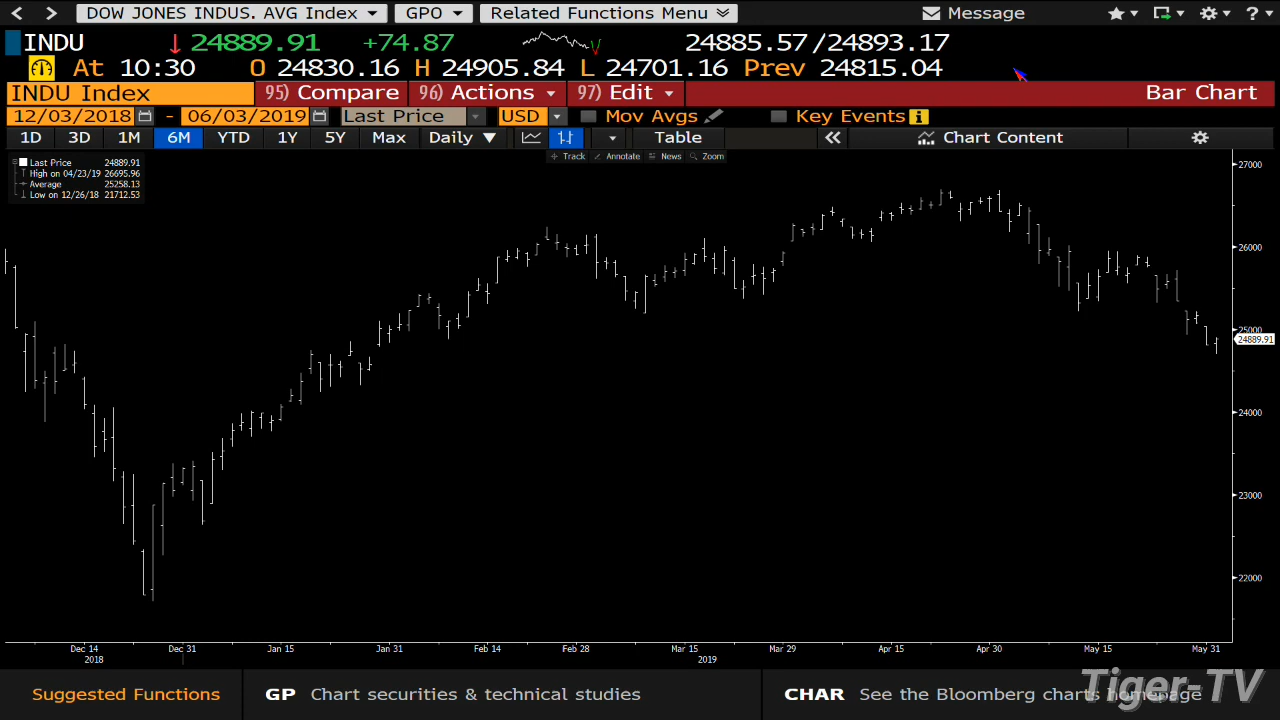 DOW JONES INDUS. AVG Index GPO Related Functions Menu Message ?
INDU 24889.91 +74.87 24885.57 /24893.17
At 10:30 O 24830.16 H 24905.84 L 24701.16 Prev 24815.04
INDU Index 95) Compare 96) Actions 97) Edit Bar Chart
12/03/2018 - 06/03/2019 Last Price USD Mov Avgs Key Events i
1D 3D 1M 6M YTD 1Y 5Y Max Daily Table Chart Content
Track Annotate News Zoom
Last Price 24889.91
High on 04/23/19 26695.96
Average 25258.13
Low on 12/26/18 21712.53
27000
26000
25000
24889.91
24000
23000
22000
Dec 14 Dec 31 Jan 15 Jan 31 Feb 14 Feb 28 Mar 15 Mar 29 Apr 15 Apr 30 May 15 May 31
2018 2019
Suggested Functions GP Chart securities & technical studies CHAR See the Bloomberg charts homepage
Tiger-TV